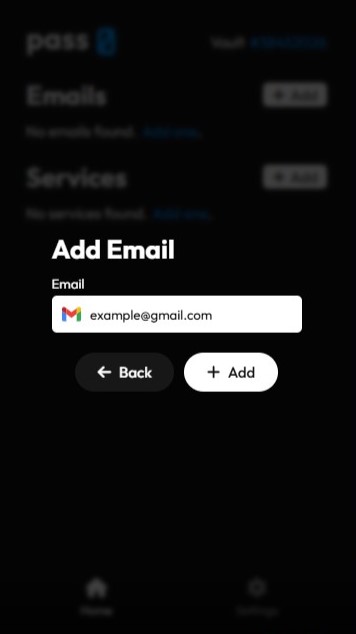 pass 0
Vault
Emails
+ Add
No emails found. Add one.
Services
+ Add
No services found. Add one.
Add Email
Email
example@gmail.com
← Back
+ Add
Home
Settings